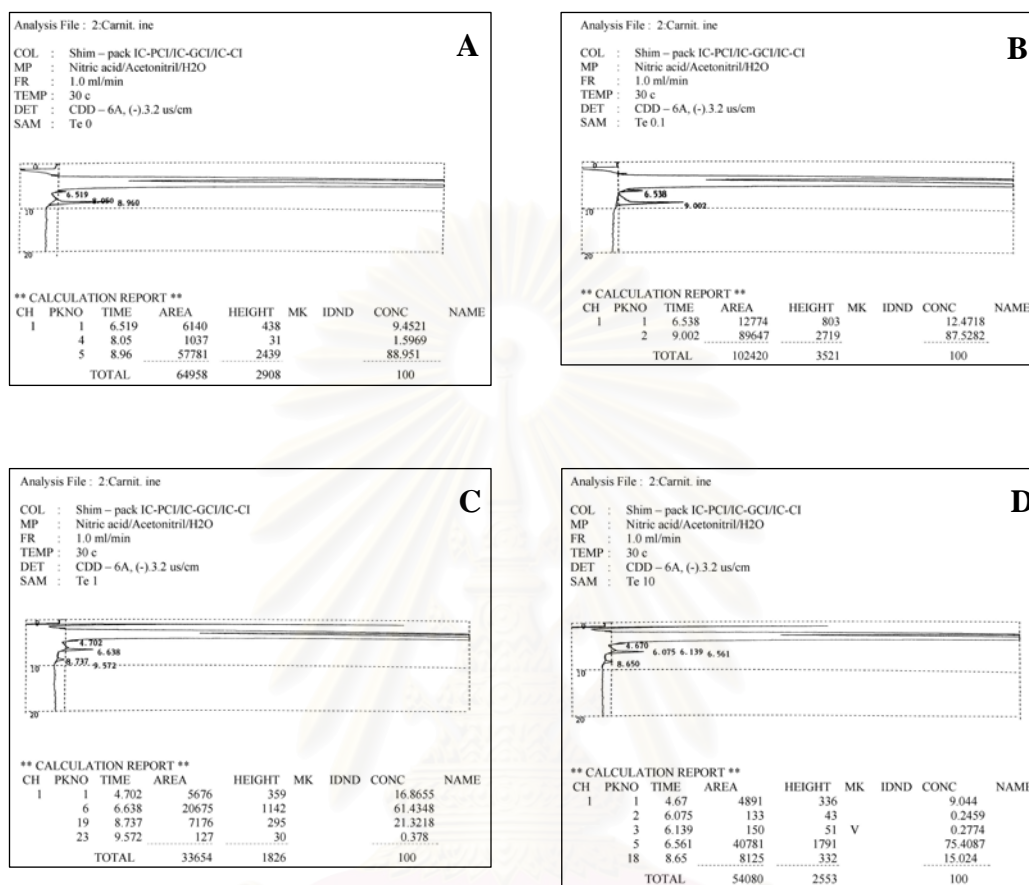 Analysis File : 2:Carnit. ine
A
COL : Shim – pack IC-PCI/IC-GCI/IC-CI
MP : Nitric acid/Acetonitril/H2O
FR : 1.0 ml/min
TEMP : 30 c
DET : CDD – 6A, (-).3.2 us/cm
SAM : Te 0
0
6.519
8.060 8.960
10
20
** CALCULATION REPORT **
CH PKNO TIME AREA HEIGHT MK IDND CONC NAME
1 1 6.519 6140 438 9.4521
4 8.05 1037 31 1.5969
5 8.96 57781 2439 88.951
TOTAL 64958 2908 100
Analysis File : 2:Carnit. ine
B
COL : Shim – pack IC-PCI/IC-GCI/IC-CI
MP : Nitric acid/Acetonitril/H2O
FR : 1.0 ml/min
TEMP : 30 c
DET : CDD – 6A, (-).3.2 us/cm
SAM : Te 0.1
0
6.538
9.002
10
20
** CALCULATION REPORT **
CH PKNO TIME AREA HEIGHT MK IDND CONC NAME
1 1 6.538 12774 803 12.4718
2 9.002 89647 2719 87.5282
TOTAL 102420 3521 100
Analysis File : 2:Carnit. ine
C
COL : Shim – pack IC-PCI/IC-GCI/IC-CI
MP : Nitric acid/Acetonitril/H2O
FR : 1.0 ml/min
TEMP : 30 c
DET : CDD – 6A, (-).3.2 us/cm
SAM : Te 1
0
4.702
6.638
8.737 9.572
10
20
** CALCULATION REPORT **
CH PKNO TIME AREA HEIGHT MK IDND CONC NAME
1 1 4.702 5676 359 16.8655
6 6.638 20675 1142 61.4348
19 8.737 7176 295 21.3218
23 9.572 127 30 0.378
TOTAL 33654 1826 100
Analysis File : 2:Carnit. ine
D
COL : Shim – pack IC-PCI/IC-GCI/IC-CI
MP : Nitric acid/Acetonitril/H2O
FR : 1.0 ml/min
TEMP : 30 c
DET : CDD – 6A, (-).3.2 us/cm
SAM : Te 10
0
4.670
6.075 6.139 6.561
8.650
10
20
** CALCULATION REPORT **
CH PKNO TIME AREA HEIGHT MK IDND CONC NAME
1 1 4.67 4891 336 9.044
2 6.075 133 43 0.2459
3 6.139 150 51 V 0.2774
5 6.561 40781 1791 75.4087
18 8.65 8125 332 15.024
TOTAL 54080 2553 100